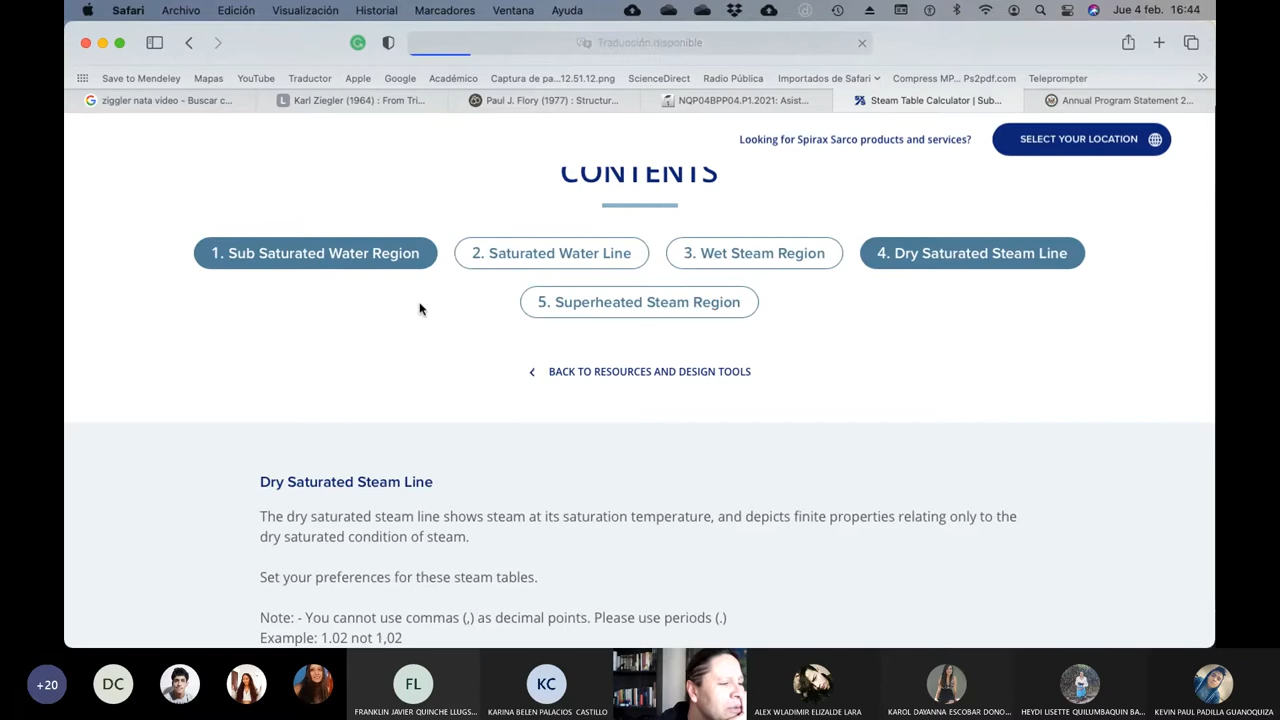 Safari Archivo Edición Visualización Historial Marcadores Ventana Ayuda Jue 4 feb. 16:44
Traducción disponible
Save to Mendeley Mapas YouTube Traductor Apple Google Académico Captura de pa...12.51.12.png ScienceDirect Radio Pública Importados de Safari Compress MP... Ps2pdf.com Teleprompter
ziggler nata video - Buscar c... Karl Ziegler (1964) : From Tri... Paul J. Flory (1977) : Structur... NQP04BPP04.P1.2021: Asist... Steam Table Calculator | Sub... Annual Program Statement 2...
Looking for Spirax Sarco products and services? SELECT YOUR LOCATION
CONTENTS
1. Sub Saturated Water Region 2. Saturated Water Line 3. Wet Steam Region 4. Dry Saturated Steam Line
5. Superheated Steam Region
BACK TO RESOURCES AND DESIGN TOOLS
Dry Saturated Steam Line
The dry saturated steam line shows steam at its saturation temperature, and depicts finite properties relating only to the
dry saturated condition of steam.
Set your preferences for these steam tables.
Note: - You cannot use commas (,) as decimal points. Please use periods (.)
Example: 1.02 not 1,02
+20 DC FL KC
FRANKLIN JAVIER QUINCHE LLUGS... KARINA BELEN PALACIOS CASTILLO ALEX WLADIMIR ELIZALDE LARA KAROL DAYANNA ESCOBAR DONO... HEYDI LISETTE QUILUMBAQUIN BA... KEVIN PAUL PADILLA GUANOQUIZA